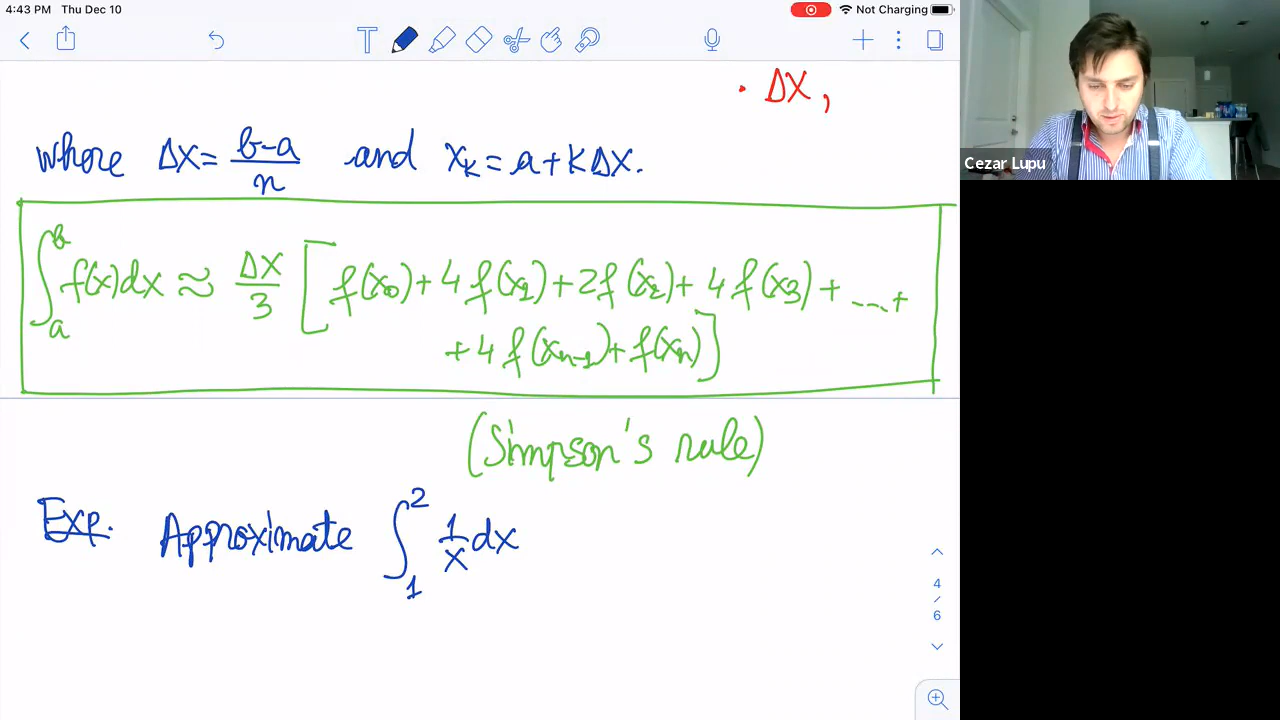 4:43 PM Thu Dec 10
Not Charging
T
• ΔX,
where ΔX = (b-a)/n and x_k = a + kΔX.
∫_a^b f(x)dx ≈ ΔX/3 [f(x_0) + 4f(x_1) + 2f(x_2) + 4f(x_3) + ... +
+ 4f(x_{n-1}) + f(x_n)]
(Simpson's rule)
Exp. Approximate ∫_1^2 1/x dx
4
/
6
Cezar Lupu